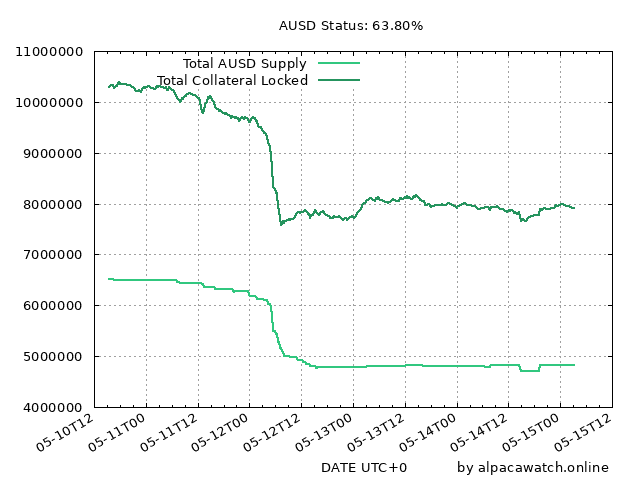 AUSD Status: 63.80%
11000000
Total AUSD Supply
Total Collateral Locked
10000000
9000000
8000000
7000000
6000000
5000000
4000000
05-10T12
05-11T00
05-11T12
05-12T00
05-12T12
05-13T00
05-13T12
05-14T00
05-14T12
05-15T00
05-15T12
DATE UTC+0
by alpacawatch.online